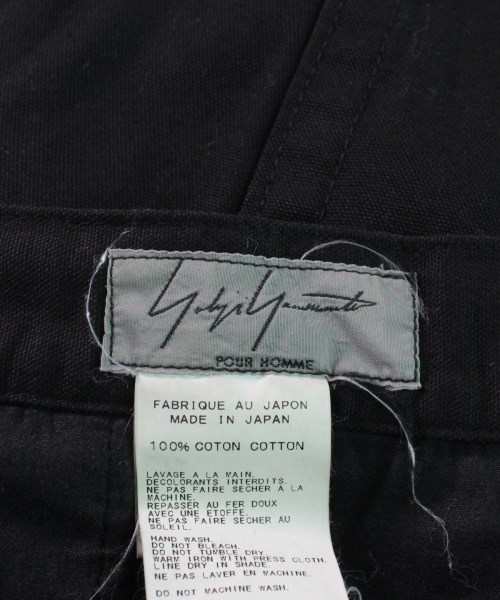 Yohji Yamamoto
POUR HOMME
FABRIQUE AU JAPON
MADE IN JAPAN
100% COTON COTTON
LAVAGE A LA MAIN.
DECOLORANTS INTERDITS.
NE PAS FAIRE SECHER A LA
MACHINE.
REPASSER AU FER DOUX
AVEC UNE ETOFFE.
NE PAS FAIRE SECHER AU
SOLEIL.
HAND WASH.
DO NOT BLEACH.
DO NOT TUMBLE DRY.
WARM IRON WITH PRESS CLOTH.
LINE DRY IN SHADE.
NE PAS LAVER EN MACHINE.
DO NOT MACHINE WASH.